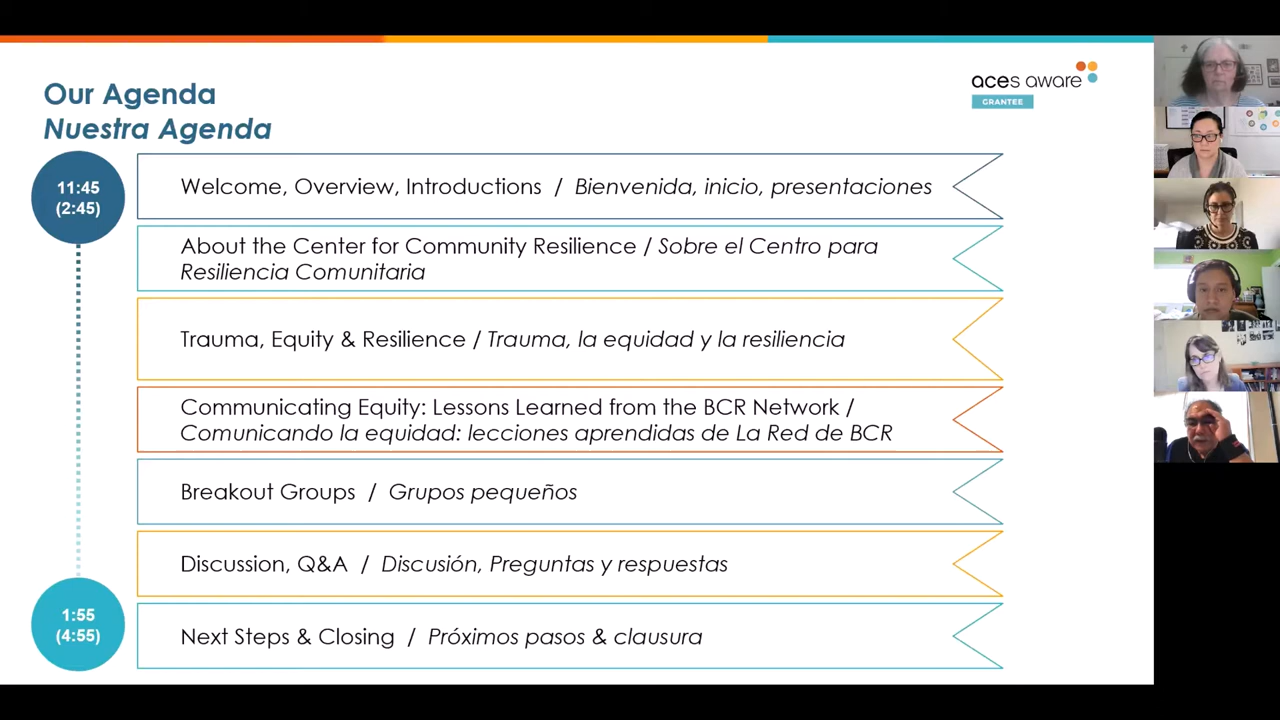 Our Agenda
Nuestra Agenda
aces aware
GRANTEE
11:45
(2:45)
Welcome, Overview, Introductions / Bienvenida, inicio, presentaciones
About the Center for Community Resilience / Sobre el Centro para
Resiliencia Comunitaria
Trauma, Equity & Resilience / Trauma, la equidad y la resiliencia
Communicating Equity: Lessons Learned from the BCR Network /
Comunicando la equidad: lecciones aprendidas de La Red de BCR
Breakout Groups / Grupos pequeños
Discussion, Q&A / Discusión, Preguntas y respuestas
1:55
(4:55)
Next Steps & Closing / Próximos pasos & clausura